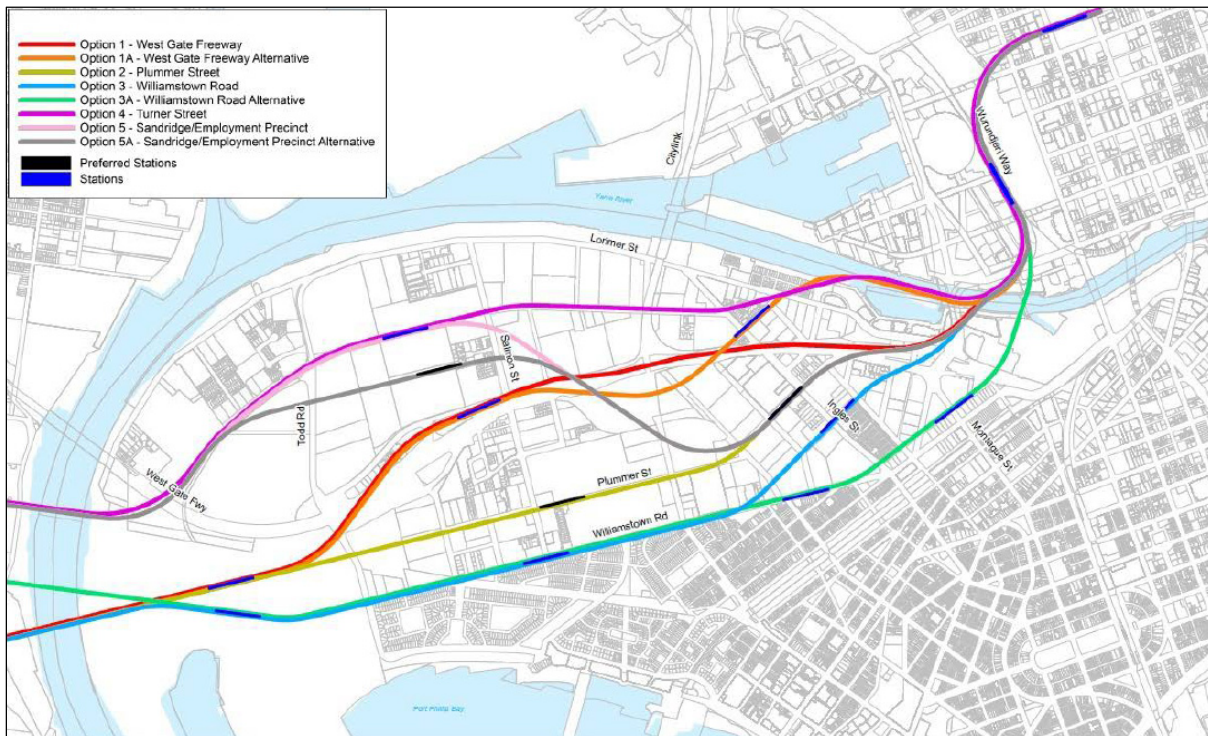 Option 1 - West Gate Freeway
Option 1A - West Gate Freeway Alternative
Option 2 - Plummer Street
Option 3 - Williamstown Road
Option 3A - Williamstown Road Alternative
Option 4 - Turner Street
Option 5 - Sandridge/Employment Precinct
Option 5A - Sandridge/Employment Precinct Alternative
Preferred Stations
Stations
Wurundjeri Way
Citylink
Yarra River
Lorimer St
Salmon St
Todd Rd
Ingles St
Montague St
West Gate Fwy
Plummer St
Williamstown Rd
Port Phillip Bay